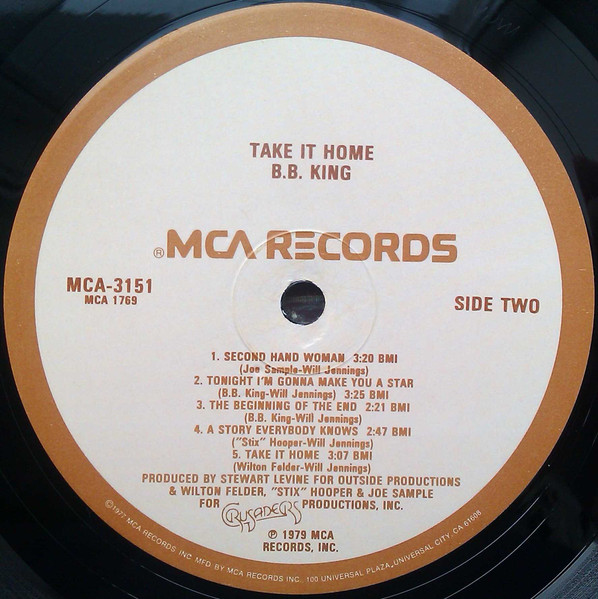 TAKE IT HOME
B.B. KING
®MCA RECORDS
MCA-3151
MCA 1769
SIDE TWO
1. SECOND HAND WOMAN 3:20 BMI
(Joe Sample-Will Jennings)
2. TONIGHT I'M GONNA MAKE YOU A STAR
(B.B. King-Will Jennings) 3:25 BMI
3. THE BEGINNING OF THE END 2:21 BMI
(B.B. King-Will Jennings)
4. A STORY EVERYBODY KNOWS 2:47 BMI
("Stix" Hooper-Will Jennings)
5. TAKE IT HOME 3:07 BMI
(Wilton Felder-Will Jennings)
PRODUCED BY STEWART LEVINE FOR OUTSIDE PRODUCTIONS
& WILTON FELDER, "STIX" HOOPER & JOE SAMPLE
FOR CRUSADERS PRODUCTIONS, INC.
℗ 1979 MCA
RECORDS, INC.
©1977 MCA RECORDS INC. MFD. BY MCA RECORDS INC., 100 UNIVERSAL PLAZA, UNIVERSAL CITY, CA 61608